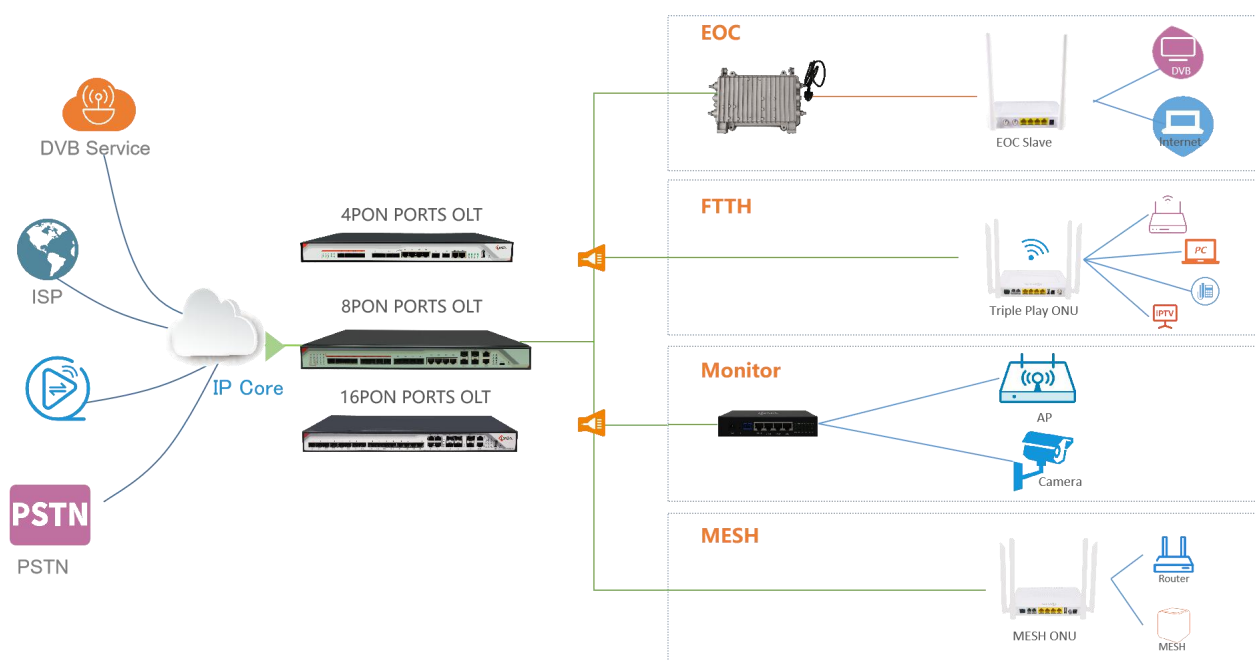 DVB Service
ISP
IP Core
PSTN
PSTN
4PON PORTS OLT
8PON PORTS OLT
16PON PORTS OLT
EOC
EOC Slave
DVB
Internet
FTTH
Triple Play ONU
PC
IPTV
Monitor
AP
Camera
MESH
MESH ONU
Router
MESH